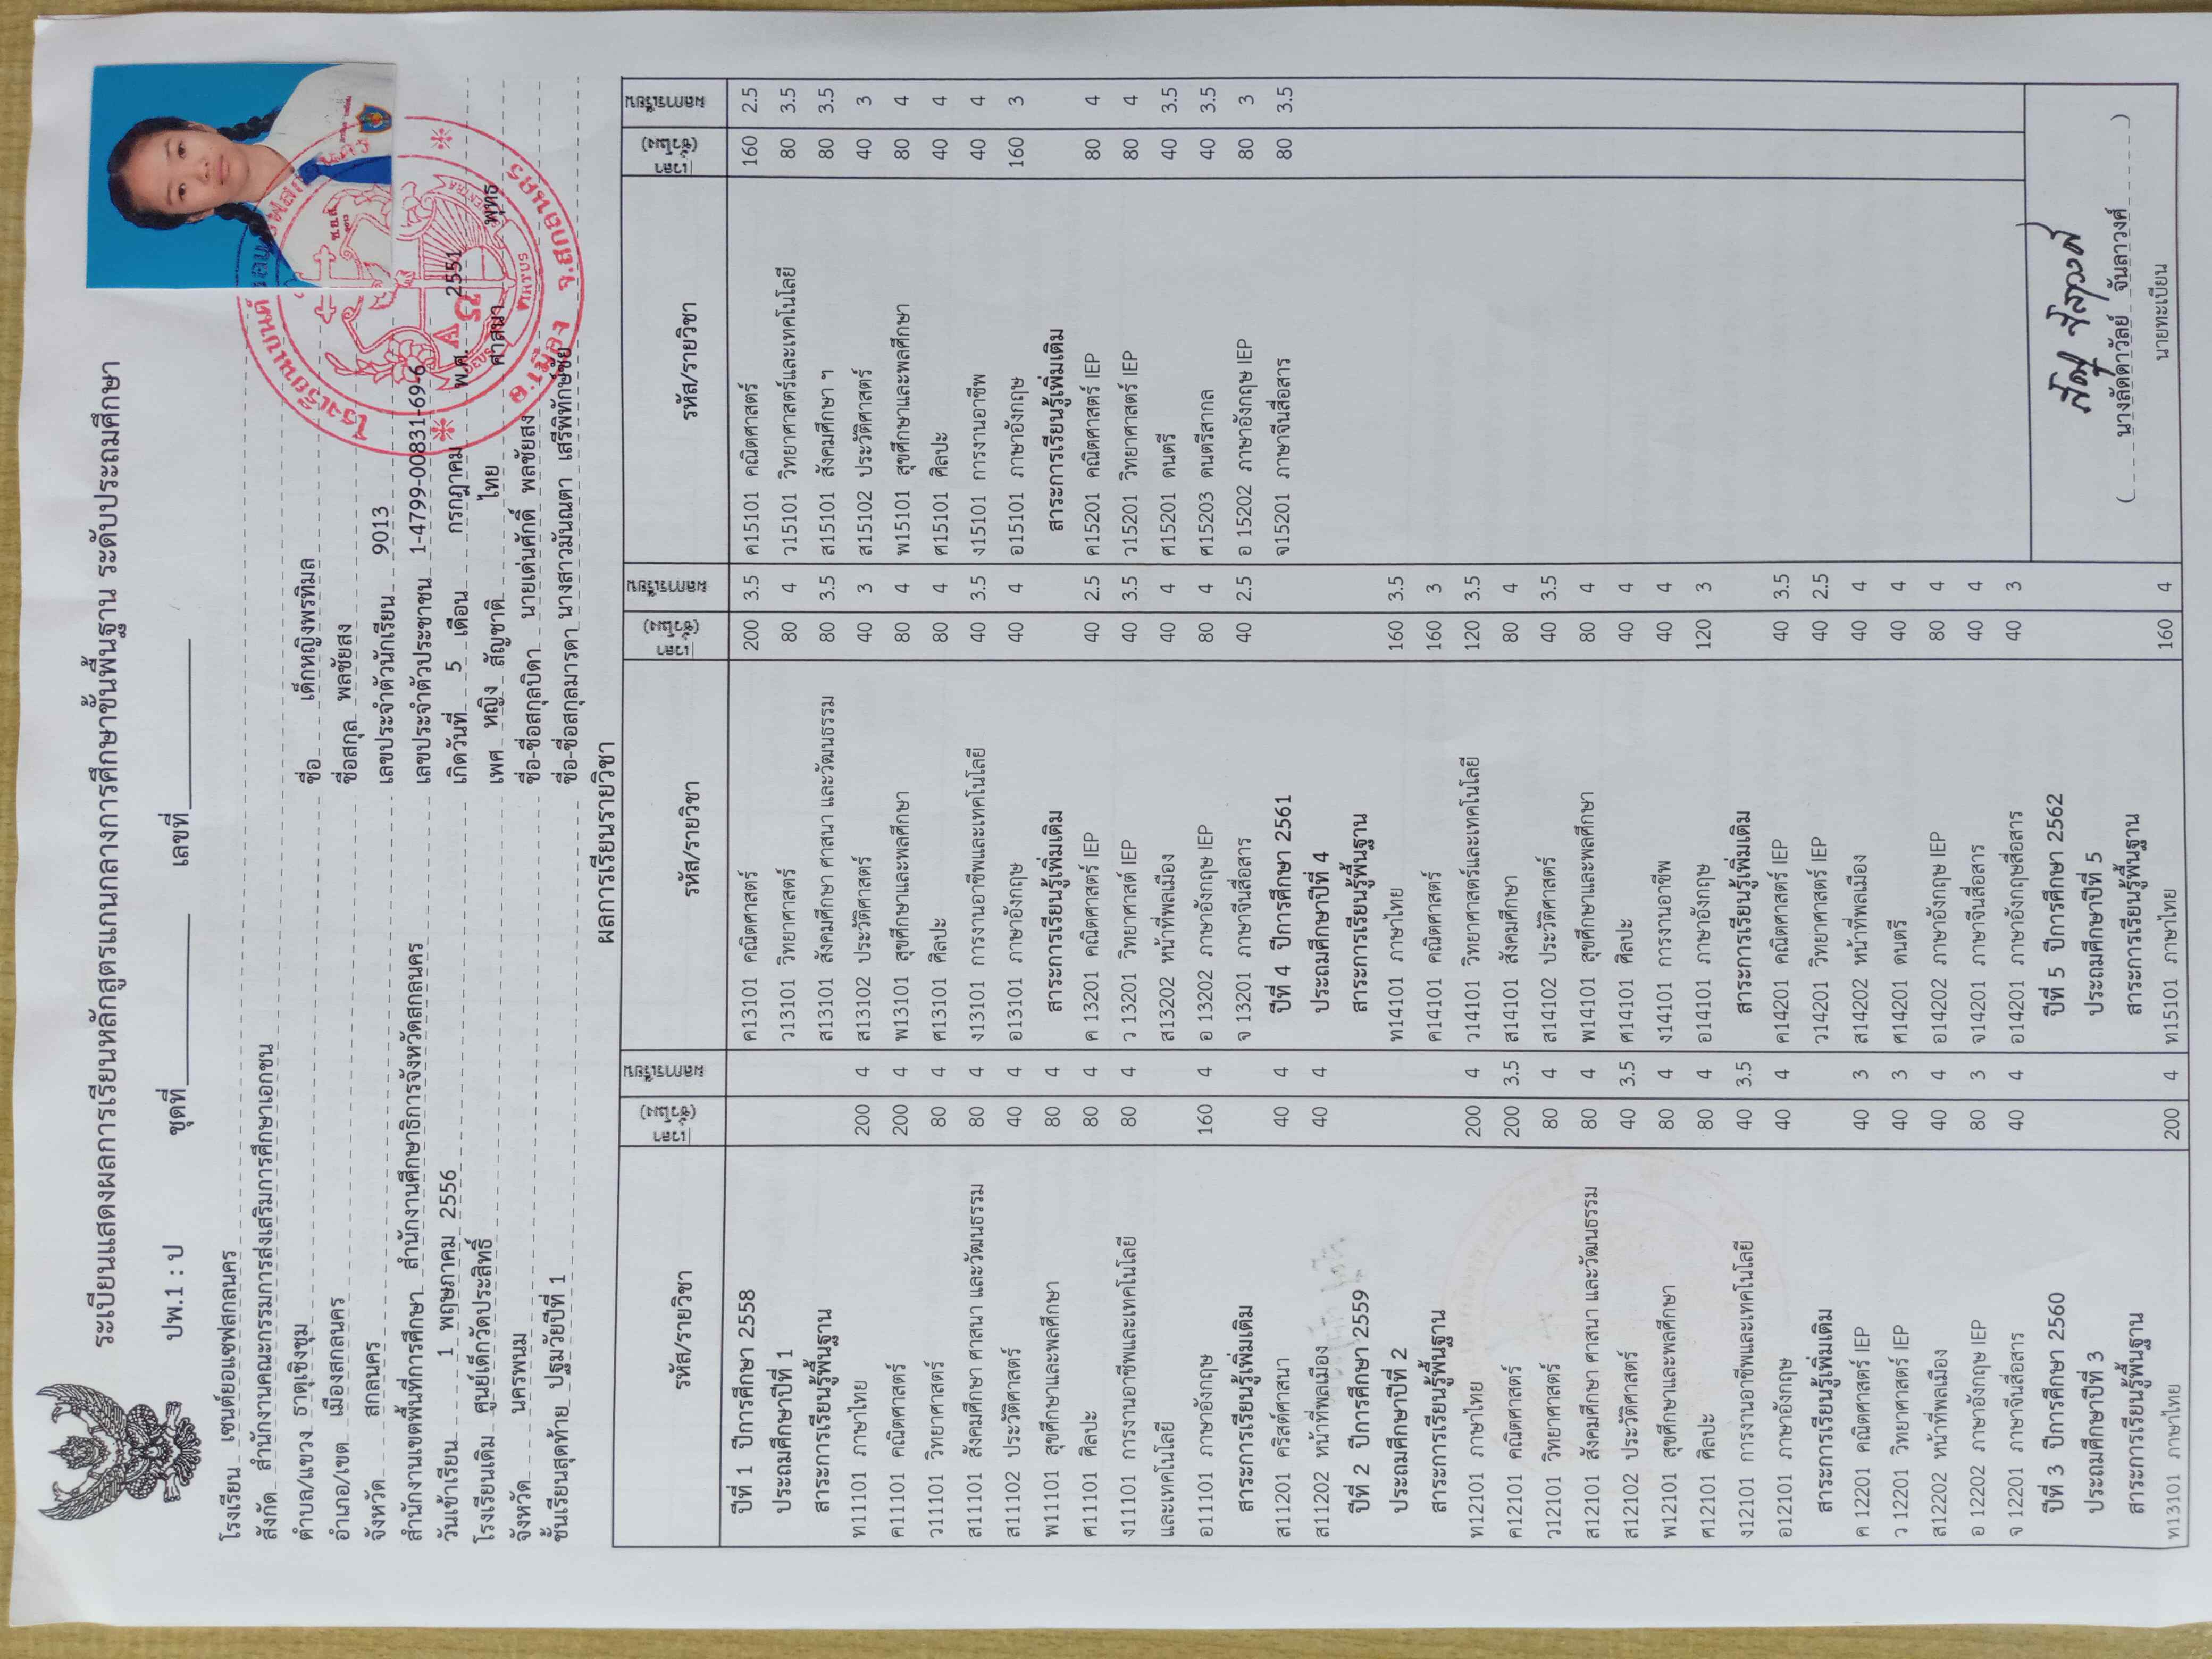 ระเบียนแสดงผลการเรียนหลักสูตรแกนกลางการศึกษาขั้นพื้นฐาน ระดับประถมศึกษา
ปพ.1 : ป ชุดที่ เลขที่
โรงเรียน เซนต์ยอแซฟสกลนคร
สังกัด สำนักงานคณะกรรมการส่งเสริมการศึกษาเอกชน
ตำบล/แขวง ธาตุเชิงชุม
อำเภอ/เขต เมืองสกลนคร
จังหวัด สกลนคร
สำนักงานเขตพื้นที่การศึกษา สำนักงานศึกษาธิการจังหวัดสกลนคร
วันเข้าเรียน 1 พฤษภาคม 2556
โรงเรียนเดิม ศูนย์เด็กวัดประสิทธิ์
จังหวัด นครพนม
ชั้นเรียนสุดท้าย ปฐมวัยปีที่ 1
ชื่อ เด็กหญิงพรทิมล
ชื่อสกุล พลชัยสง
เลขประจำตัวนักเรียน 9013
เลขประจำตัวประชาชน 1-4799-00831-69-6
เกิดวันที่ 5 เดือน กรกฎาคม พ.ศ. 2551
เพศ หญิง สัญชาติ ไทย ศาสนา พุทธ
ชื่อ-ชื่อสกุลบิดา นายเด่นศักดิ์ พลชัยสง
ชื่อ-ชื่อสกุลมารดา นางสาวมัณณตา เสรีพิทักษ์ชัย
อ.เมือง จ.สกลนคร
DEUS
VIRTUS
ผลการเรียนรายวิชา
รหัส/รายวิชา เวลา (ชั่วโมง) ผลการเรียน
ปีที่ 1 ปีการศึกษา 2558
ประถมศึกษาปีที่ 1
สาระการเรียนรู้พื้นฐาน
ท11101 ภาษาไทย 200 4
ค11101 คณิตศาสตร์ 200 4
ว11101 วิทยาศาสตร์ 80 4
ส11101 สังคมศึกษา ศาสนา และวัฒนธรรม 80 4
ส11102 ประวัติศาสตร์ 40 4
พ11101 สุขศึกษาและพลศึกษา 80 4
ศ11101 ศิลปะ 80 4
ง11101 การงานอาชีพและเทคโนโลยี 80 4
และเทคโนโลยี
อ11101 ภาษาอังกฤษ 160 4
สาระการเรียนรู้เพิ่มเติม
ส11201 คริสต์ศาสนา 40 4
ส11202 หน้าที่พลเมือง 40 4
ปีที่ 2 ปีการศึกษา 2559
ประถมศึกษาปีที่ 2
สาระการเรียนรู้พื้นฐาน
ท12101 ภาษาไทย 200 4
ค12101 คณิตศาสตร์ 200 3.5
ว12101 วิทยาศาสตร์ 80 4
ส12101 สังคมศึกษา ศาสนา และวัฒนธรรม 80 4
ส12102 ประวัติศาสตร์ 40 3.5
พ12101 สุขศึกษาและพลศึกษา 80 4
ศ12101 ศิลปะ 80 4
ง12101 การงานอาชีพและเทคโนโลยี 40 3.5
อ12101 ภาษาอังกฤษ 40 4
สาระการเรียนรู้เพิ่มเติม
ค 12201 คณิตศาสตร์ IEP 40 3
ว 12201 วิทยาศาสตร์ IEP 40 3
ส12202 หน้าที่พลเมือง 40 4
อ 12202 ภาษาอังกฤษ IEP 80 3
จ 12201 ภาษาจีนสื่อสาร 40 4
ปีที่ 3 ปีการศึกษา 2560
ประถมศึกษาปีที่ 3
สาระการเรียนรู้พื้นฐาน
ท13101 ภาษาไทย 200 4
รหัส/รายวิชา เวลา (ชั่วโมง) ผลการเรียน
ค13101 คณิตศาสตร์ 200 3.5
ว13101 วิทยาศาสตร์ 80 4
ส13101 สังคมศึกษา ศาสนา และวัฒนธรรม 80 3.5
ส13102 ประวัติศาสตร์ 40 3
พ13101 สุขศึกษาและพลศึกษา 80 4
ศ13101 ศิลปะ 80 4
ง13101 การงานอาชีพและเทคโนโลยี 40 3.5
อ13101 ภาษาอังกฤษ 40 4
สาระการเรียนรู้เพิ่มเติม
ค 13201 คณิตศาสตร์ IEP 40 2.5
ว 13201 วิทยาศาต์ IEP 40 3.5
ส13202 หน้าที่พลเมือง 40 4
อ 13202 ภาษาอังกฤษ IEP 80 4
จ 13201 ภาษาจีนสื่อสาร 40 2.5
ปีที่ 4 ปีการศึกษา 2561
ประถมศึกษาปีที่ 4
สาระการเรียนรู้พื้นฐาน
ท14101 ภาษาไทย 160 3.5
ค14101 คณิตศาสตร์ 160 3
ว14101 วิทยาศาสตร์และเทคโนโลยี 120 3.5
ส14101 สังคมศึกษา 80 4
ส14102 ประวัติศาสตร์ 40 3.5
พ14101 สุขศึกษาและพลศึกษา 80 4
ศ14101 ศิลปะ 40 4
ง14101 การงานอาชีพ 40 4
อ14101 ภาษาอังกฤษ 120 3
สาระการเรียนรู้เพิ่มเติม
ค14201 คณิตศาสตร์ IEP 40 3.5
ว14201 วิทยาศาสตร์ IEP 40 2.5
ส14202 หน้าที่พลเมือง 40 4
ศ14201 ดนตรี 40 4
อ14202 ภาษาอังกฤษ IEP 80 4
จ14201 ภาษาจีนสื่อสาร 40 4
อ14201 ภาษาอังกฤษสื่อสาร 40 3
ปีที่ 5 ปีการศึกษา 2562
ประถมศึกษาปีที่ 5
สาระการเรียนรู้พื้นฐาน
ท15101 ภาษาไทย 160 4
รหัส/รายวิชา เวลา (ชั่วโมง) ผลการเรียน
ค15101 คณิตศาสตร์ 160 2.5
ว15101 วิทยาศาสตร์และเทคโนโลยี 80 3.5
ส15101 สังคมศึกษา ฯ 80 3.5
ส15102 ประวัติศาสตร์ 40 3
พ15101 สุขศึกษาและพลศึกษา 80 4
ศ15101 ศิลปะ 40 4
ง15101 การงานอาชีพ 40 4
อ15101 ภาษาอังกฤษ 160 3
สาระการเรียนรู้เพิ่มเติม
ค15201 คณิตศาสตร์ IEP 80 4
ว15201 วิทยาศาสตร์ IEP 80 4
ศ15201 ดนตรี 40 3.5
ศ15203 ดนตรีสากล 40 3.5
อ 15202 ภาษาอังกฤษ IEP 80 3
จ15201 ภาษาจีนสื่อสาร 80 3.5
( นางลัดดาวัลย์ จันลาวงศ์ )
นายทะเบียน